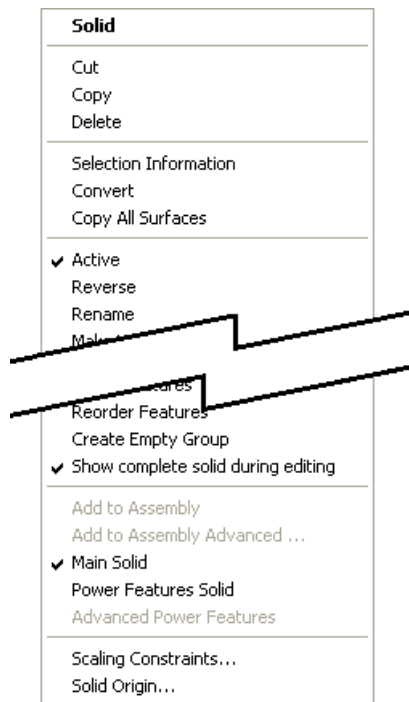 Solid
Cut
Copy
Delete
Selection Information
Convert
Copy All Surfaces
Active
Reverse
Rename
Reorder Features
Create Empty Group
Show complete solid during editing
Add to Assembly
Add to Assembly Advanced ...
Main Solid
Power Features Solid
Advanced Power Features
Scaling Constraints...
Solid Origin...